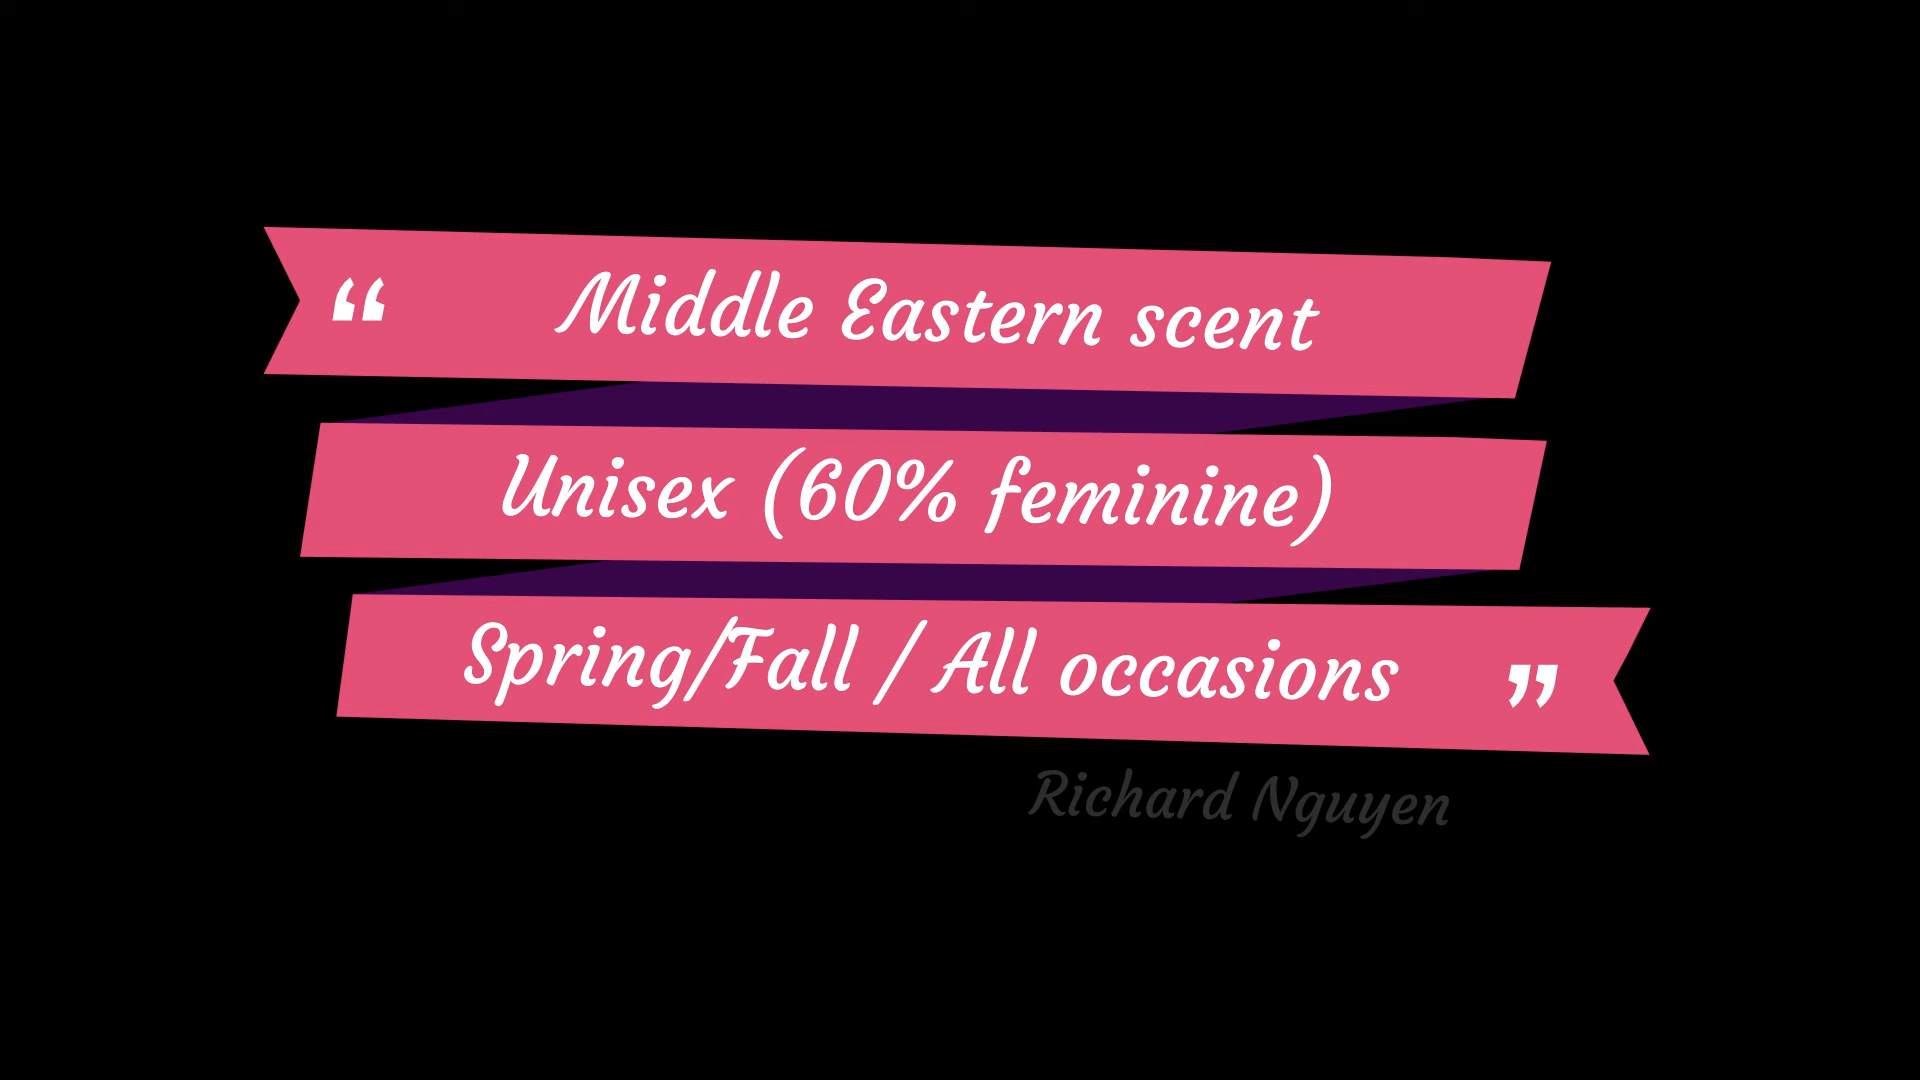 “ Middle Eastern scent
Unisex (60% feminine)
Spring/Fall / All occasions ”
Richard Nguyen